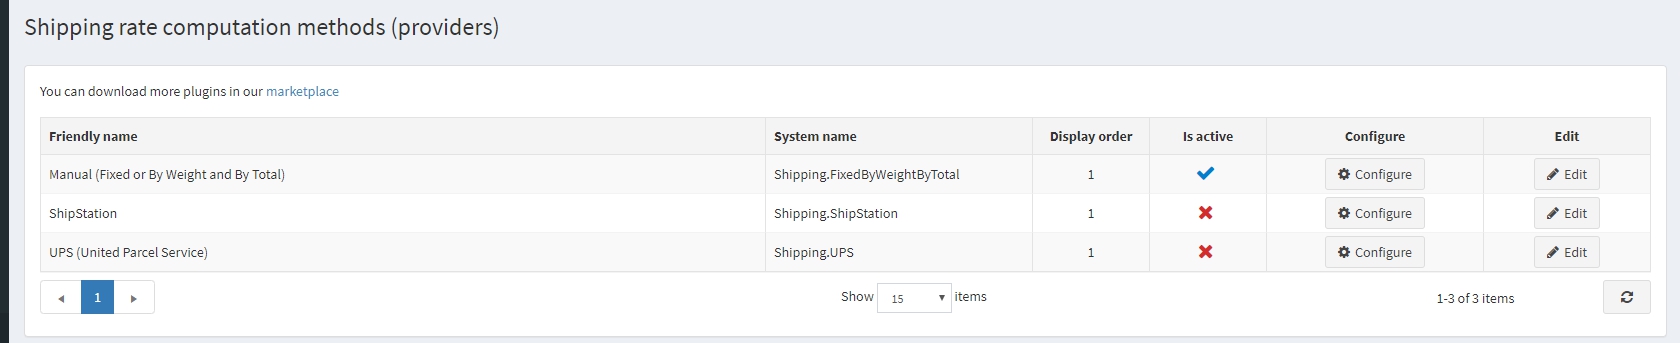 Shipping rate computation methods (providers)
You can download more plugins in our marketplace
Friendly name System name Display order Is active Configure Edit
Manual (Fixed or By Weight and By Total) Shipping.FixedByWeightByTotal 1 Configure Edit
ShipStation Shipping.ShipStation 1 Configure Edit
UPS (United Parcel Service) Shipping.UPS 1 Configure Edit
1 Show 15 items 1-3 of 3 items